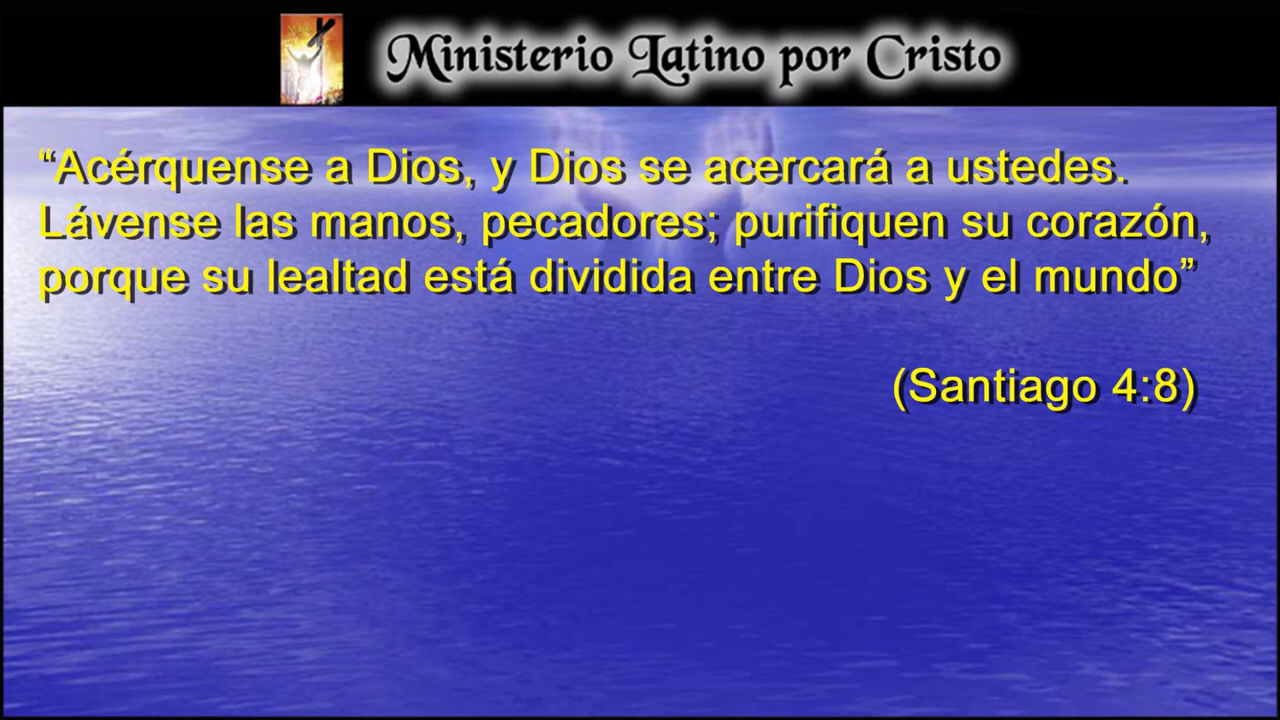 Ministerio Latino por Cristo
“Acérquense a Dios, y Dios se acercará a ustedes.
Lávense las manos, pecadores; purifiquen su corazón,
porque su lealtad está dividida entre Dios y el mundo”
(Santiago 4:8)